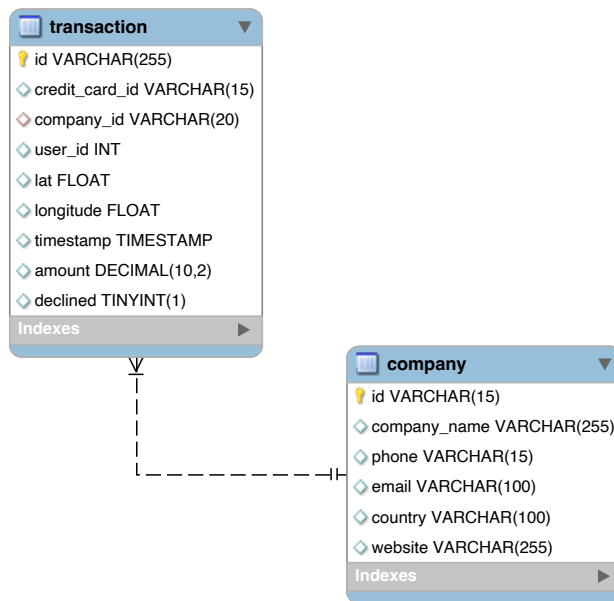 transaction
id VARCHAR(255)
credit_card_id VARCHAR(15)
company_id VARCHAR(20)
user_id INT
lat FLOAT
longitude FLOAT
timestamp TIMESTAMP
amount DECIMAL(10,2)
declined TINYINT(1)
Indexes
company
id VARCHAR(15)
company_name VARCHAR(255)
phone VARCHAR(15)
email VARCHAR(100)
country VARCHAR(100)
website VARCHAR(255)
Indexes